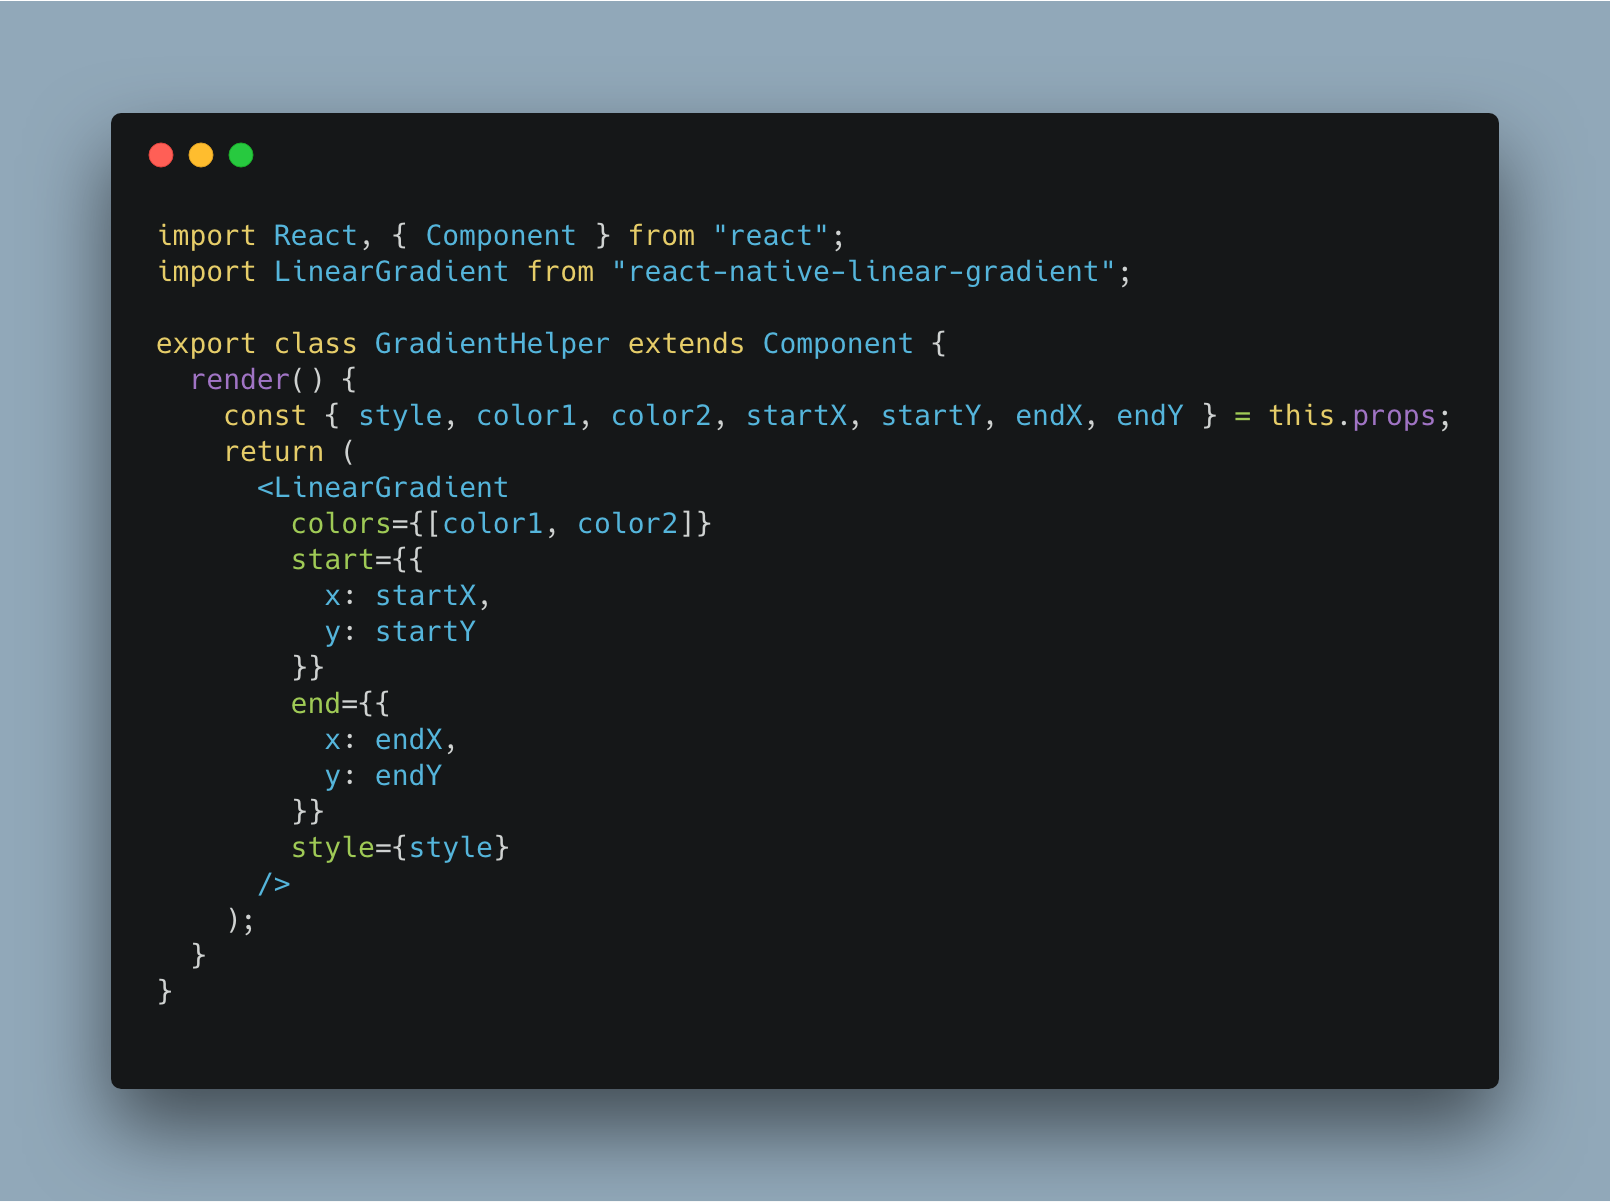 import React, { Component } from "react";
import LinearGradient from "react-native-linear-gradient";

export class GradientHelper extends Component {
  render() {
    const { style, color1, color2, startX, startY, endX, endY } = this.props;
    return (
      <LinearGradient
        colors={[color1, color2]}
        start={{
          x: startX,
          y: startY
        }}
        end={{
          x: endX,
          y: endY
        }}
        style={style}
      />
    );
  }
}